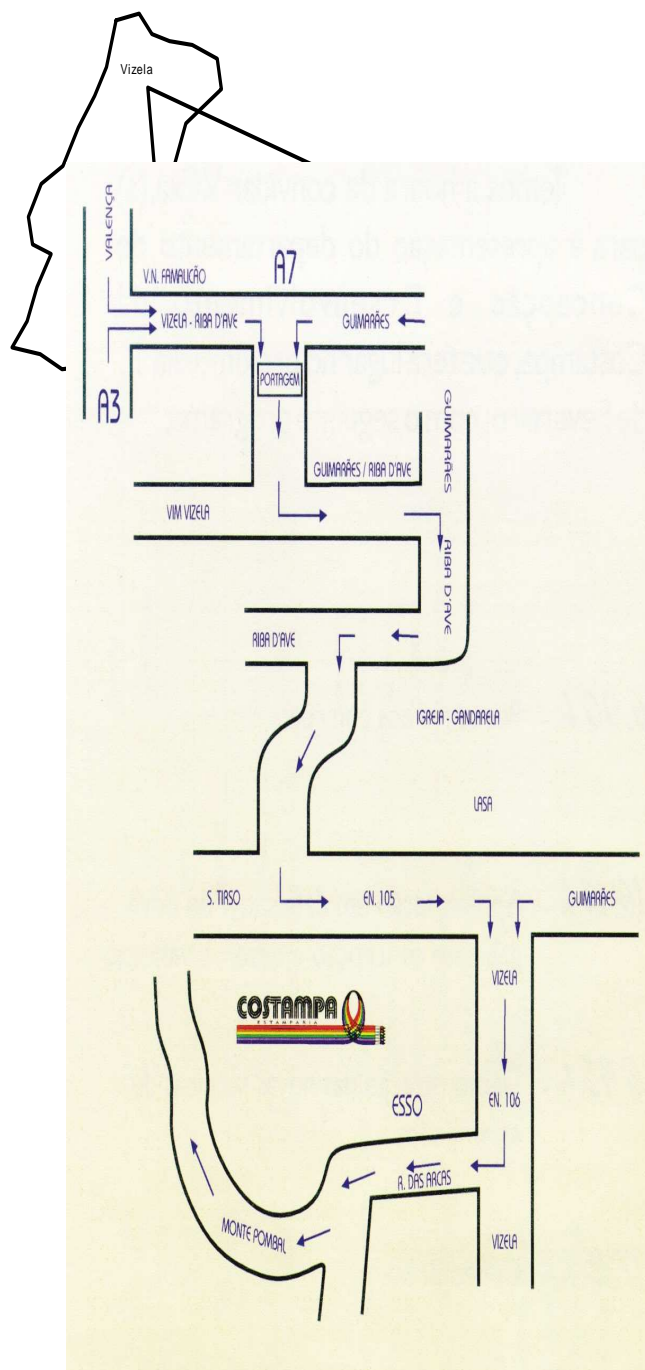 Vizela
VALENÇA
V.N. FAMALICÃO
A7
VIZELA - RIBA D'AVE
GUIMARÃES
PORTAGEM
A3
GUIMARÃES
GUIMARÃES / RIBA D'AVE
VIM VIZELA
RIBA D'AVE
RIBA D'AVE
IGREJA - GANDARELA
LASA
S. TIRSO
EN. 105
GUIMARÃES
VIZELA
COSTAMPA
ESTAMPARIA
ESSO
EN. 106
R. DAS ARCAS
MONTE POMBAL
VIZELA